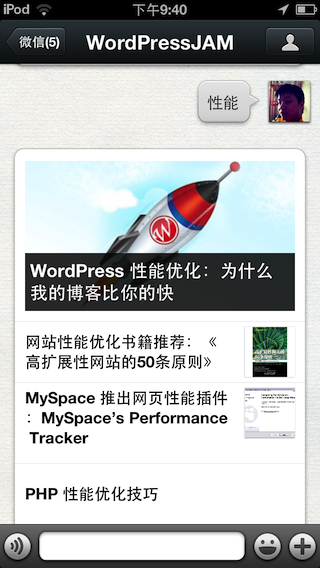 iPod 下午9:40
微信(5) WordPressJAM
性能
W
WordPress 性能优化：为什么
我的博客比你的快
网站性能优化书籍推荐：《
高扩展性网站的50条原则》
MySpace 推出网页性能插件
：MySpace's Performance
Tracker
PHP 性能优化技巧